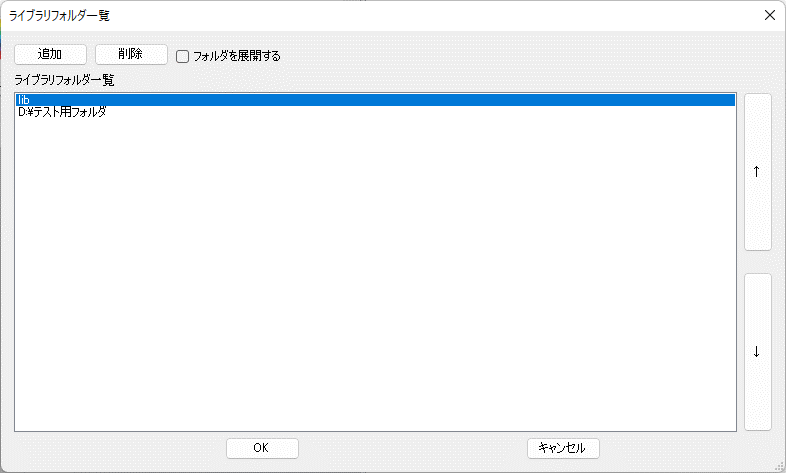 ライブラリフォルダ一覧
追加 削除 フォルダを展開する
ライブラリフォルダ一覧
lib
D:¥テスト用フォルダ
↑
↓
OK キャンセル